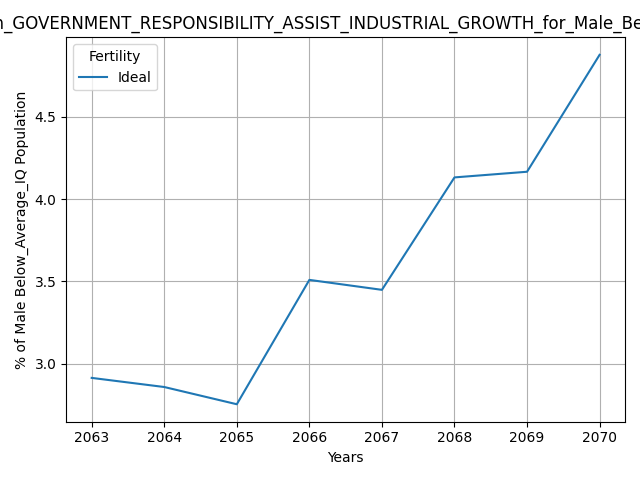 n_GOVERNMENT_RESPONSIBILITY_ASSIST_INDUSTRIAL_GROWTH_for_Male_Be
Fertility
Ideal
% of Male Below_Average_IQ Population
4.5
4.0
3.5
3.0
2063 2064 2065 2066 2067 2068 2069 2070
Years